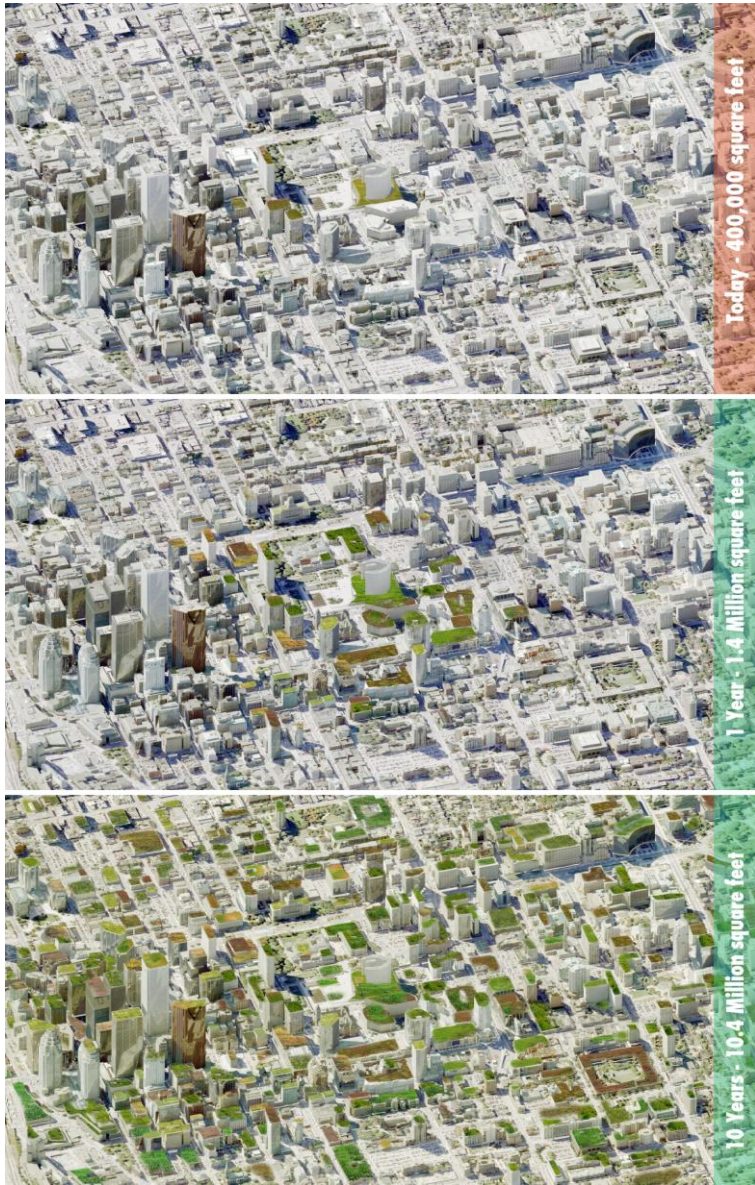 Today - 400,000 square feet
1 Year - 1.4 Million square feet
10 Years - 10.4 Million square feet